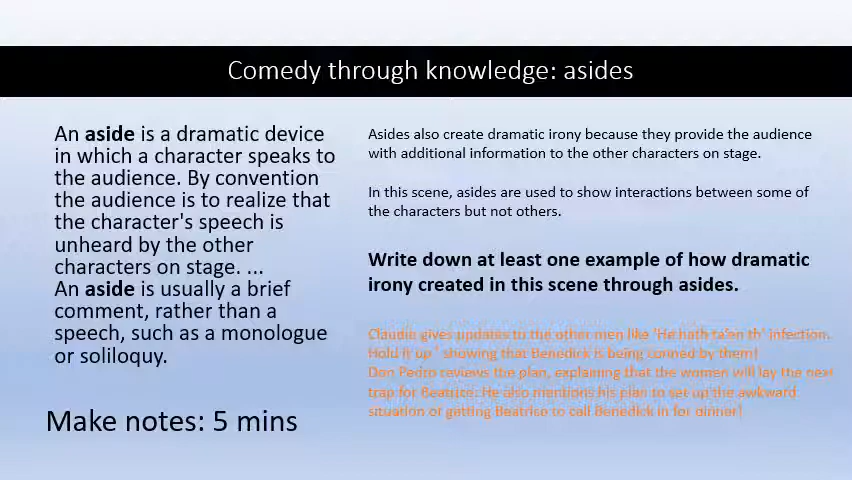 Comedy through knowledge: asides
An aside is a dramatic device
in which a character speaks to
the audience. By convention
the audience is to realize that
the character's speech is
unheard by the other
characters on stage. ...
An aside is usually a brief
comment, rather than a
speech, such as a monologue
or soliloquy.
Make notes: 5 mins
Asides also create dramatic irony because they provide the audience
with additional information to the other characters on stage.
In this scene, asides are used to show interactions between some of
the characters but not others.
Write down at least one example of how dramatic
irony created in this scene through asides.
Claudio gives updates to the other men like 'He hath ta'en th' infection.
Hold it up ' showing that Benedick is being conned by them!
Don Pedro reviews the plan, explaining that the women will lay the next
trap for Beatrice. He also mentions his plan to set up the awkward
situation of getting Beatrice to call Benedick in for dinner!